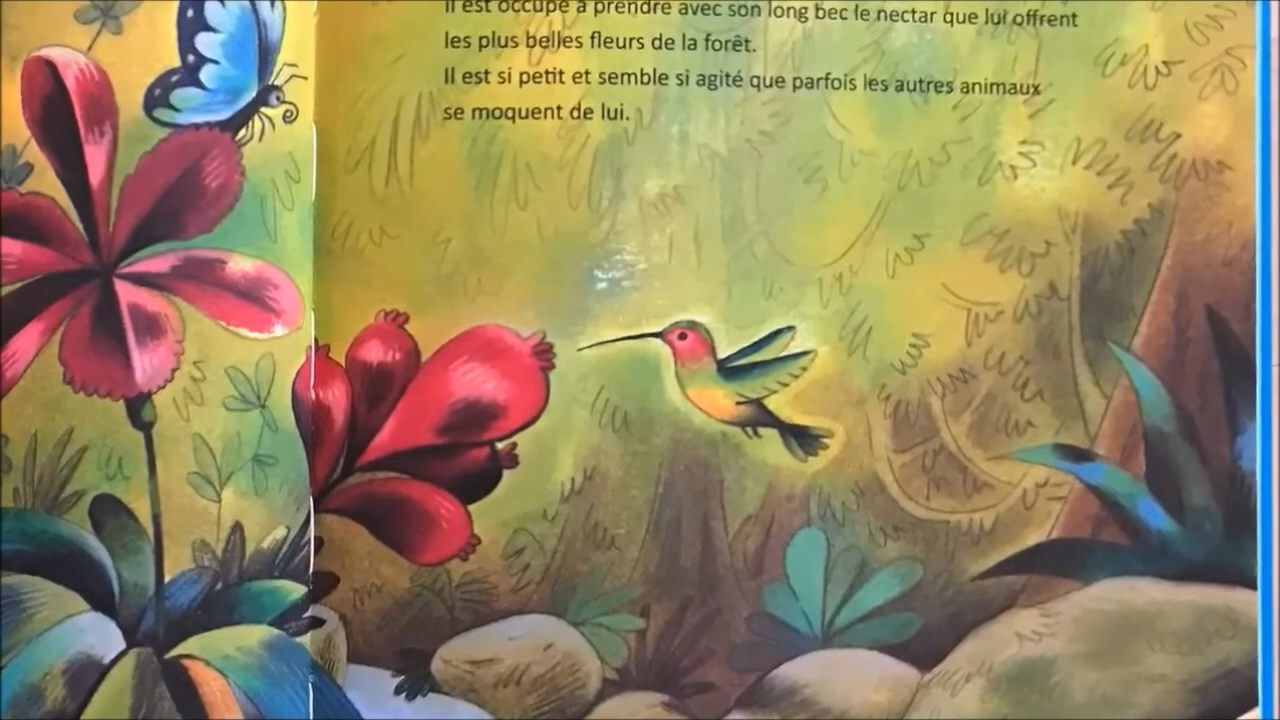 Il est occupé à prendre avec son long bec le nectar que lui offrent
les plus belles fleurs de la forêt.
Il est si petit et semble si agité que parfois les autres animaux
se moquent de lui.